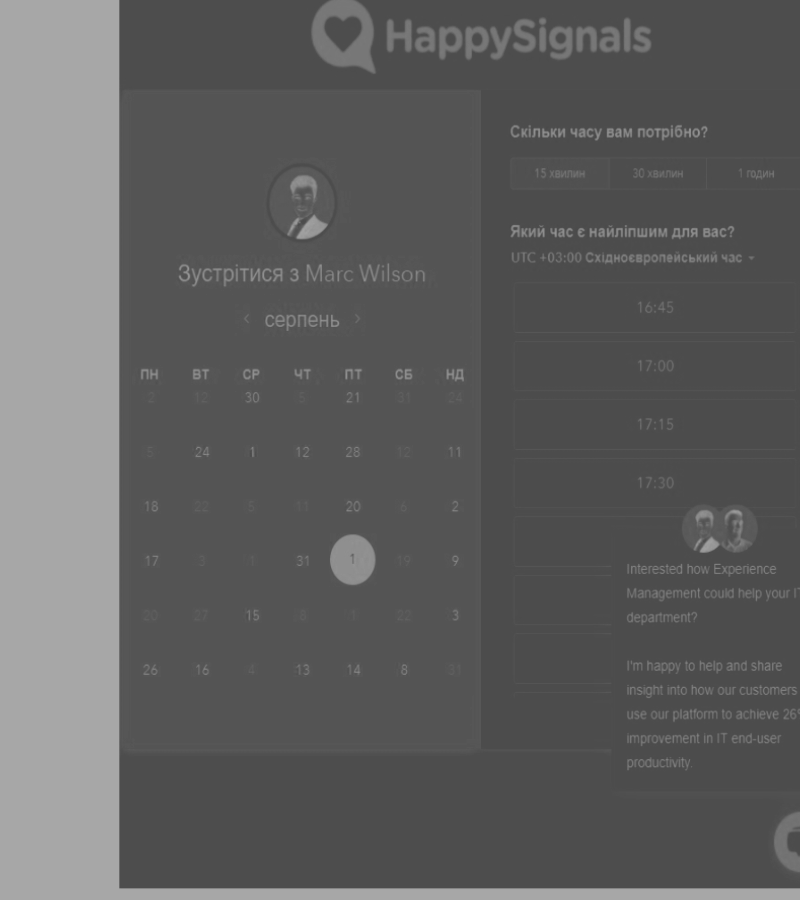 HappySignals
Зустрітися з Marc Wilson
‹ серпень ›
ПН ВТ СР ЧТ ПТ СБ НД
2 12 30 5 21 31 24
5 24 1 12 28 12 11
18 22 5 11 20 6 2
17 3 1 31 1 19 9
20 27 15 6 1 22 3
26 16 4 13 14 8 31
Скільки часу вам потрібно?
15 хвилин 30 хвилин 1 годин
Який час є найліпшим для вас?
UTC +03:00 Східноєвропейський час
16:45
17:00
17:15
17:30
Interested how Experience
Management could help your IT
department?
I'm happy to help and share
insight into how our customers
use our platform to achieve 26%
improvement in IT end-user
productivity.